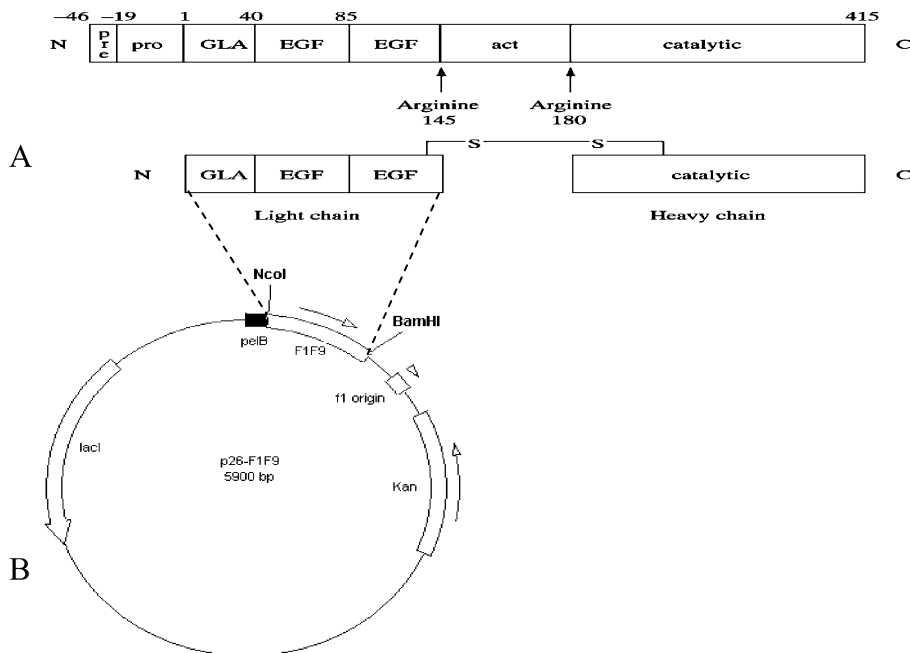 –46 –19 1 40 85 415
N pre pro GLA EGF EGF act catalytic C
Arginine 145 Arginine 180
S S
A
N GLA EGF EGF catalytic C
Light chain Heavy chain
NcoI
BamHI
pelB
F1F9
f1 origin
lacI
p26-F1F9
5900 bp
Kan
B